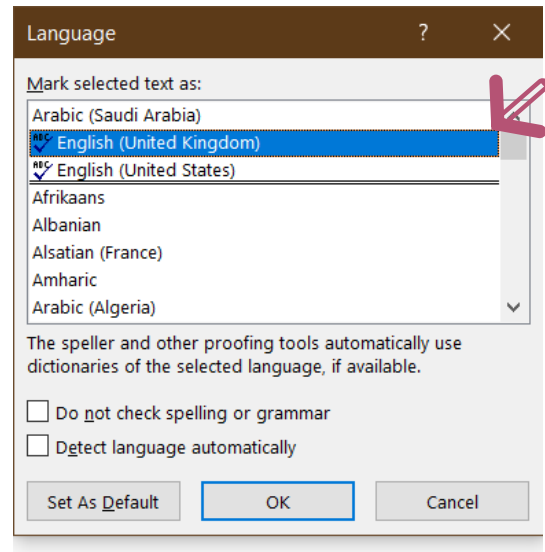 Language ?
Mark selected text as:
Arabic (Saudi Arabia)
ABC English (United Kingdom)
ABC English (United States)
Afrikaans
Albanian
Alsatian (France)
Amharic
Arabic (Algeria)
The speller and other proofing tools automatically use
dictionaries of the selected language, if available.
Do not check spelling or grammar
Detect language automatically
Set As Default OK Cancel